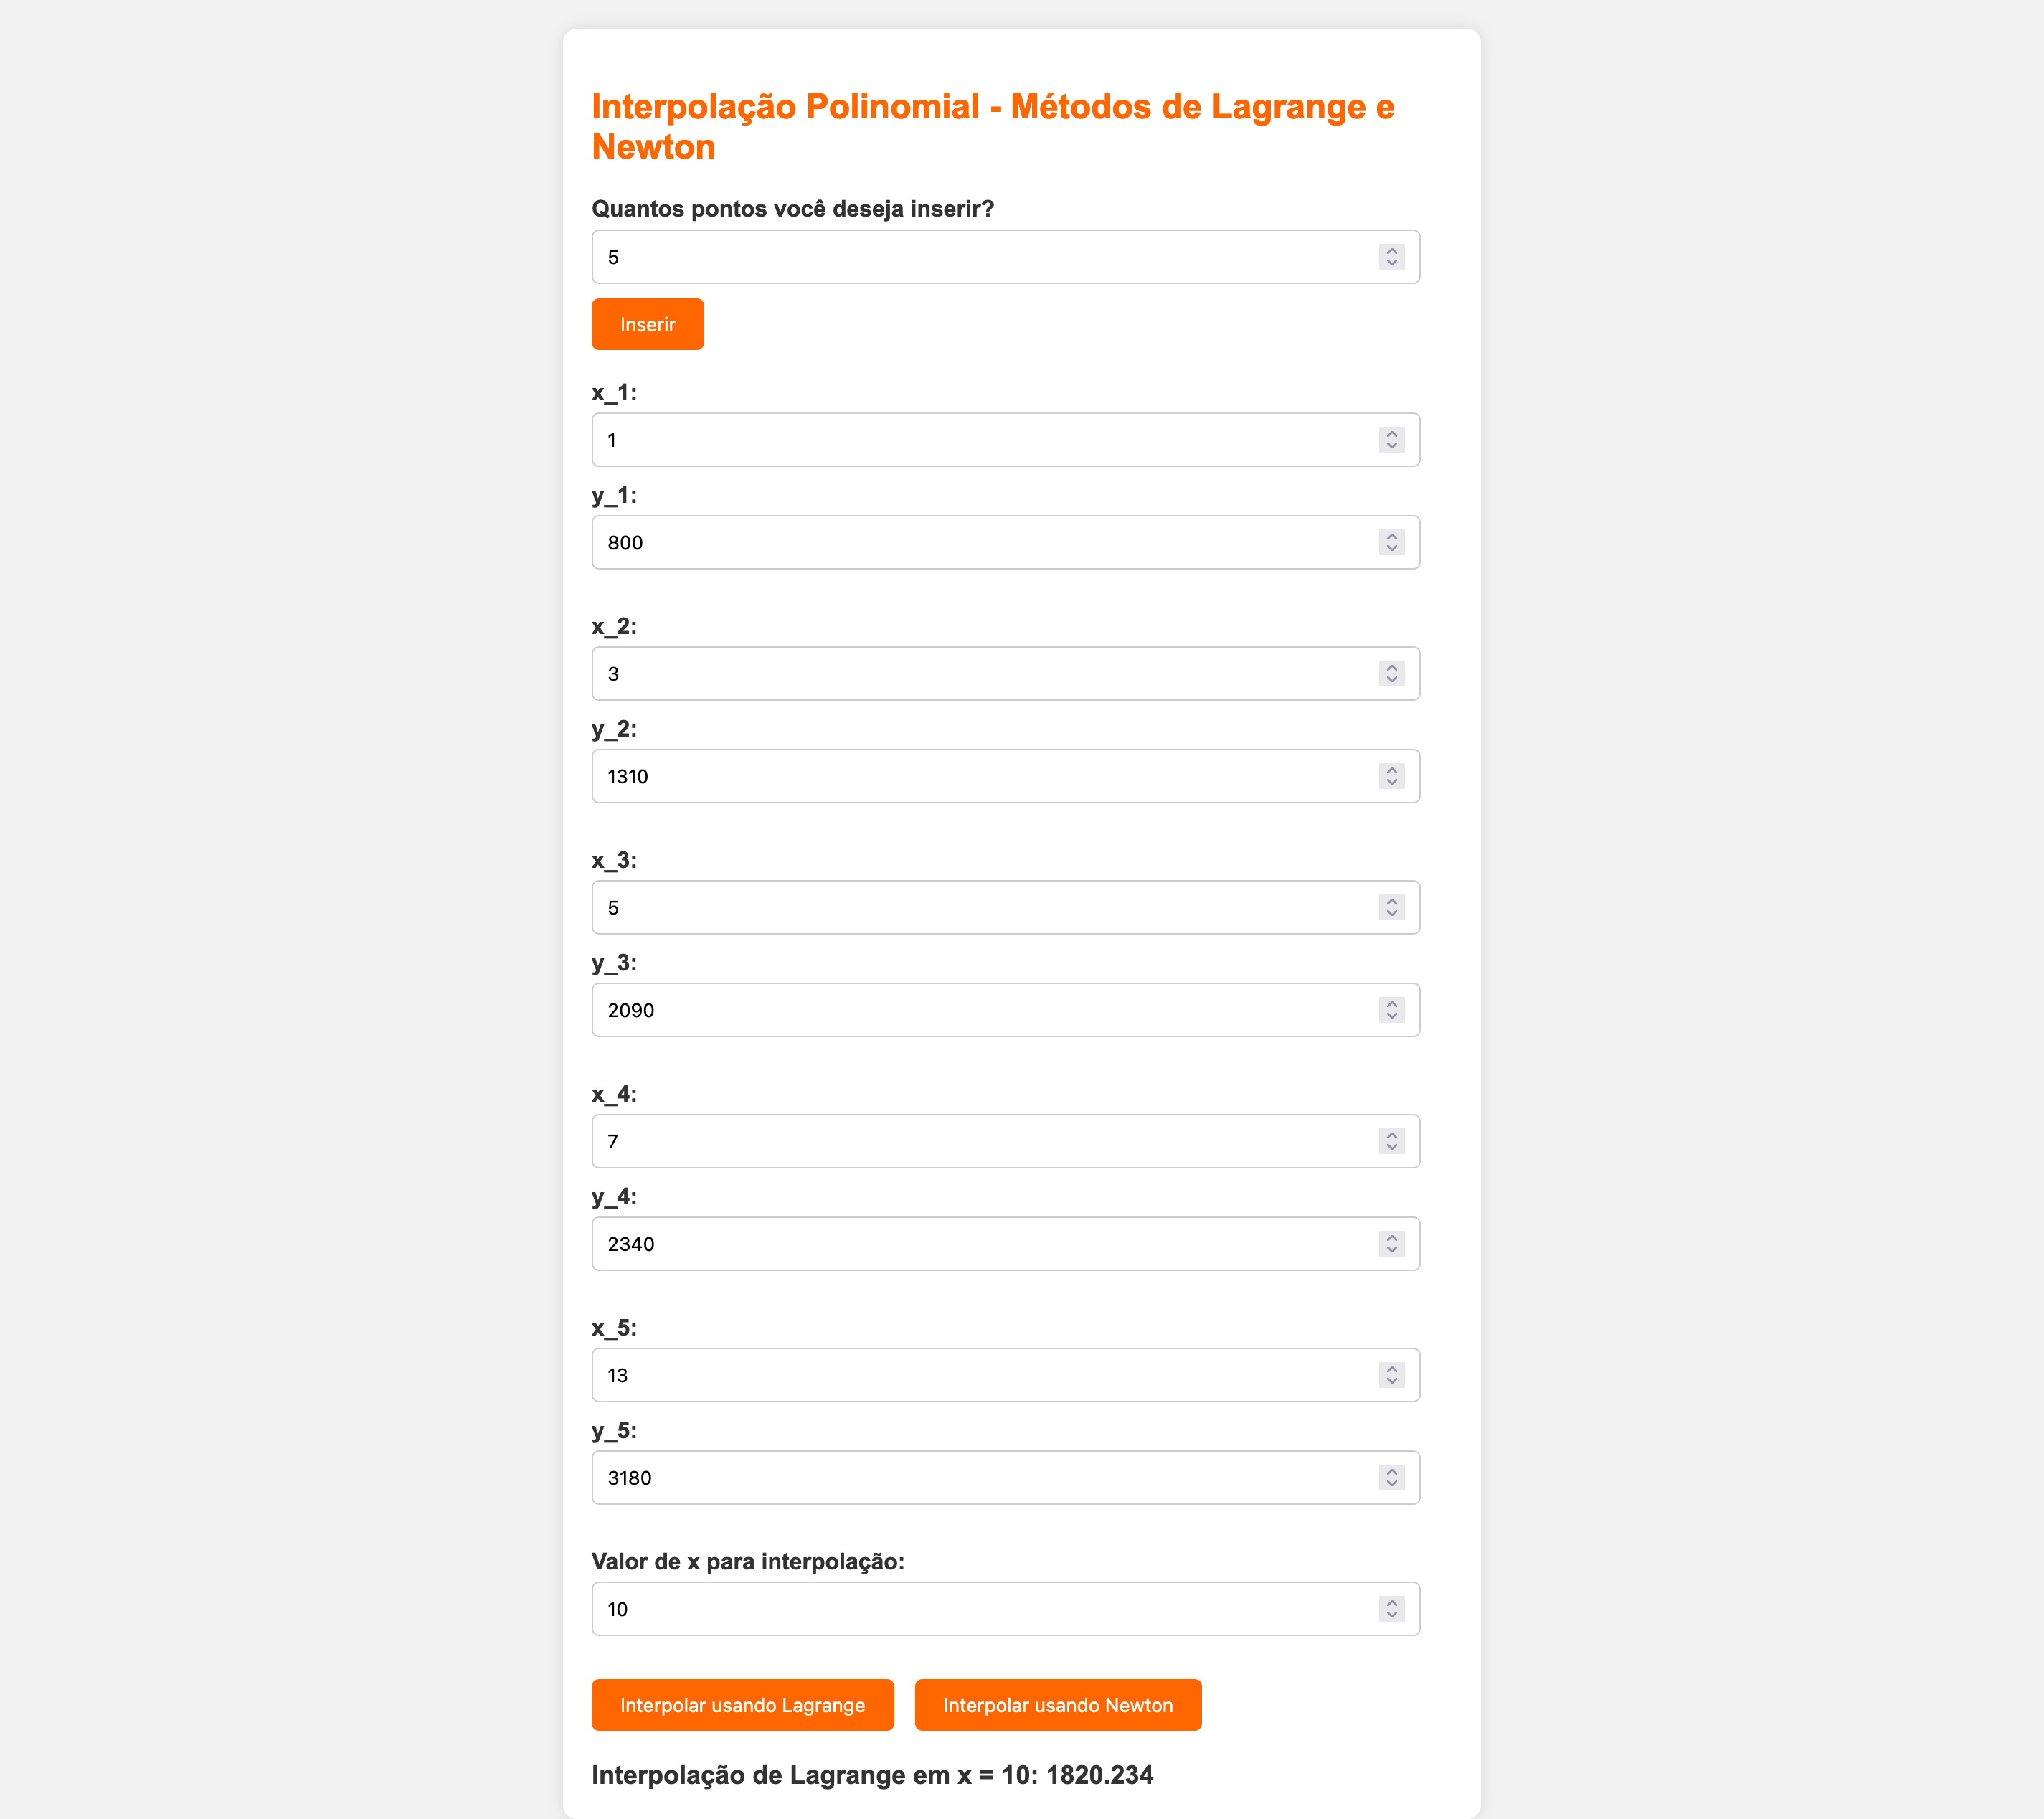 Interpolação Polinomial - Métodos de Lagrange e
Newton
Quantos pontos você deseja inserir?
5
Inserir
x_1:
1
y_1:
800
x_2:
3
y_2:
1310
x_3:
5
y_3:
2090
x_4:
7
y_4:
2340
x_5:
13
y_5:
3180
Valor de x para interpolação:
10
Interpolar usando Lagrange
Interpolar usando Newton
Interpolação de Lagrange em x = 10: 1820.234